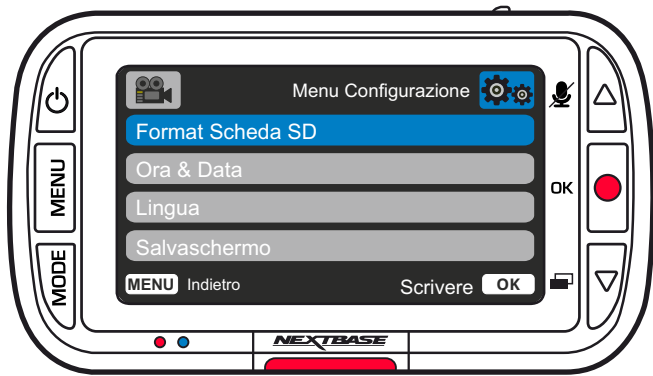 Menu Configurazione
Format Scheda SD
Ora & Data
Lingua
Salvaschermo
MENU Indietro Scrivere OK
MENU
MODE
OK
NEXTBASE